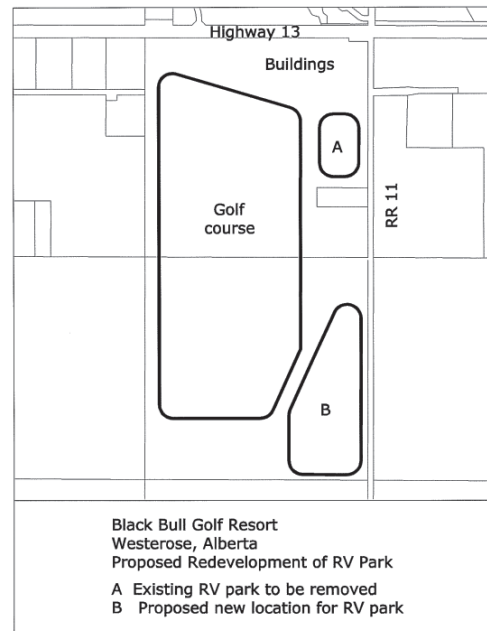 Highway 13
Buildings
A
Golf
course
RR 11
B
Black Bull Golf Resort
Westerose, Alberta
Proposed Redevelopment of RV Park
A Existing RV park to be removed
B Proposed new location for RV park